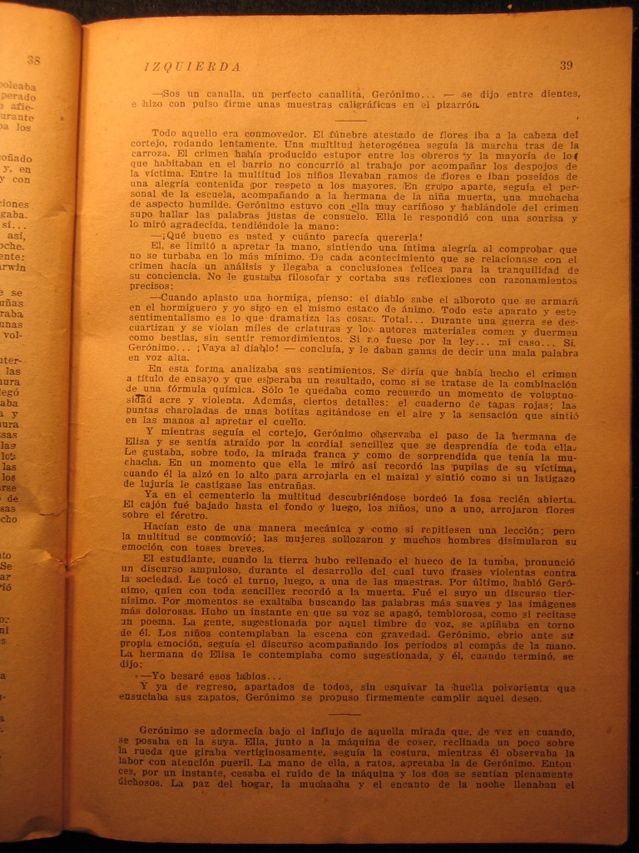 38
IZQUIERDA 39
—Sos un canalla, un perfecto canallita, Gerónimo... — se dijo entre dientes,
e hizo con pulso firme unas muestras caligráficas en el pizarrón.
Todo aquello era conmovedor. El fúnebre atestado de flores iba a la cabeza del
cortejo, rodando lentamente. Una multitud heterogénea seguía la marcha tras de la
carroza. El crimen había producido estupor entre los obreros y la mayoría de los
que habitaban en el barrio no concurrió al trabajo por acompañar los despojos de
la víctima. Entre la multitud los niños llevaban ramos de flores e iban poseídos de
una alegría contenida por respeto a los mayores. En grupo aparte, seguía el per-
sonal de la escuela, acompañando a la hermana de la niña muerta, una muchacha
de aspecto humilde. Gerónimo estuvo con ella muy cariñoso y hablándole del crimen
supo hallar las palabras justas de consuelo. Ella le respondió con una sonrisa y
lo miró agradecida, tendiéndole la mano:
—¡Qué bueno es usted y cuánto parecía quererla!
El, se limitó a apretar la mano, sintiendo una íntima alegría al comprobar que
no se turbaba en lo más mínimo. De cada acontecimiento que se relacionase con el
crimen hacía un análisis y llegaba a conclusiones felices para la tranquilidad de
su conciencia. No le gustaba filosofar y cortaba sus reflexiones con razonamientos
precisos:
—Cuando aplasto una hormiga, pienso: el diablo sabe el alboroto que se armará
en el hormiguero y yo sigo en el mismo estado de ánimo. Todo este aparato y este
sentimentalismo es lo que dramatiza las cosas. Total... Durante una guerra se des-
cuartizan y se violan miles de criaturas y los autores materiales comen y duermen
como bestias, sin sentir remordimientos. Si no fuese por la ley... mi caso... Sí.
Gerónimo... ¡Vaya al diablo! — concluía, y le daban ganas de decir una mala palabra
en voz alta.
En esta forma analizaba sus sentimientos. Se diría que había hecho el crimen
a título de ensayo y que esperaba un resultado, como si se tratase de la combinación
de una fórmula química. Sólo le quedaba como recuerdo un momento de voluptuo-
sidad acre y violenta. Además, ciertos detalles: el cuaderno de tapas rojas; las
puntas charoladas de unas botitas agitándose en el aire y la sensación que sintió
en las manos al apretar el cuello.
Y mientras seguía el cortejo, Gerónimo observaba el paso de la hermana de
Elisa y se sentía atraído por la cordial sencillez que se desprendía de toda ella.
Le gustaba, sobre todo, la mirada franca y como de sorprendida que tenía la mu-
chacha. En un momento que ella le miró así recordó las pupilas de su víctima,
cuando él la alzó en lo alto para arrojarla en el maizal y sintió como si un latigazo
de lujuria le castigase las entrañas.
Ya en el cementerio la multitud descubriéndose bordeó la fosa recién abierta.
El cajón fué bajado hasta el fondo y luego, los niños, uno a uno, arrojaron flores
sobre el féretro.
Hacían esto de una manera mecánica y como si repitiesen una lección; pero
la multitud se conmovió; las mujeres sollozaron y muchos hombres disimularon su
emoción con toses breves.
El estudiante, cuando la tierra hubo rellenado el hueco de la tumba, pronunció
un discurso ampuloso, durante el desarrollo del cual tuvo frases violentas contra
la sociedad. Le tocó el turno, luego, a una de las maestras. Por último, habló Geró-
nimo, quien con toda sencillez recordó a la muerta. Fué el suyo un discurso tier-
nísimo. Por momentos se exaltaba buscando las palabras más suaves y las imágenes
más dolorosas. Hubo un instante en que su voz se apagó, temblorosa, como si recitase
un poema. La gente, sugestionada por aquel timbre de voz, se apiñaba en torno
de él. Los niños contemplaban la escena con gravedad. Gerónimo, ebrio ante su
propia emoción, seguía el discurso acompañando los períodos al compás de la mano.
La hermana de Elisa le contemplaba como sugestionada, y él, cuando terminó, se
dijo:
—Yo besaré esos labios...
Y ya de regreso, apartados de todos, sin esquivar la huella polvorienta que
ensuciaba sus zapatos, Gerónimo se propuso firmemente cumplir aquel deseo.
Gerónimo se adormecía bajo el influjo de aquella mirada que, de vez en cuando,
se posaba en la suya. Ella, junto a la máquina de coser, reclinada un poco sobre
la rueda que giraba vertiginosamente, seguía la costura, mientras él observaba la
labor con atención pueril. La mano de ella, a ratos, apretaba la de Gerónimo. Enton
ces, por un instante, cesaba el ruido de la máquina y los dos se sentían plenamente
dichosos. La paz del hogar, la muchacha y el encanto de la noche llenaban el